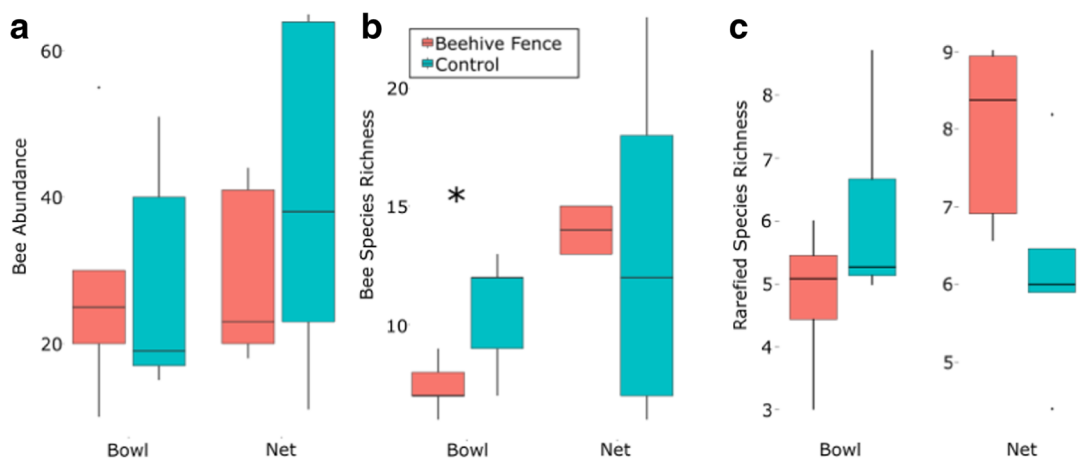 a
Bee Abundance
60
40
20
Bowl
Net
b
Beehive Fence
Control
Bee Species Richness
20
15
10
*
Bowl
Net
c
Rarefied Species Richness
8
7
6
5
4
3
9
8
7
6
5
Bowl
Net